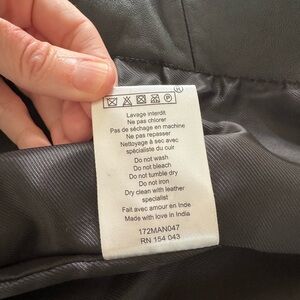 Lavage interdit
Ne pas chlorer
Pas de séchage en machine
Ne pas repasser
Nettoyage à sec avec
spécialiste du cuir
Do not wash
Do not bleach
Do not tumble dry
Do not iron
Dry clean with leather
specialist
Fait avec amour en Inde
Made with love in India
172MAN047
RN 154 043